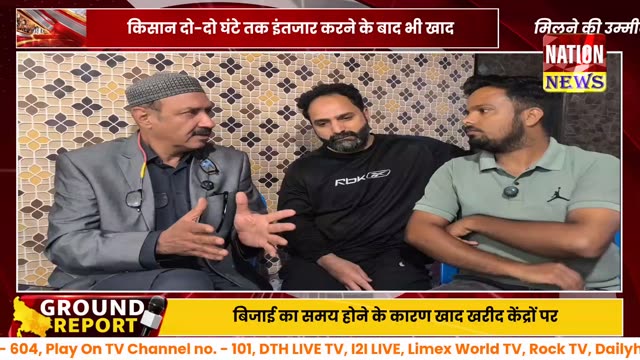 किसान दो-दो घंटे तक इंतजार करने के बाद भी खाद
मिलने की उम्मी
NATION
NEWS
Rbk
GROUND
REPORT
बिजाई का समय होने के कारण खाद खरीद केंद्रों पर
- 604, Play On TV Channel no. - 101, DTH LIVE TV, I2I LIVE, Limex World TV, Rock TV, Daily